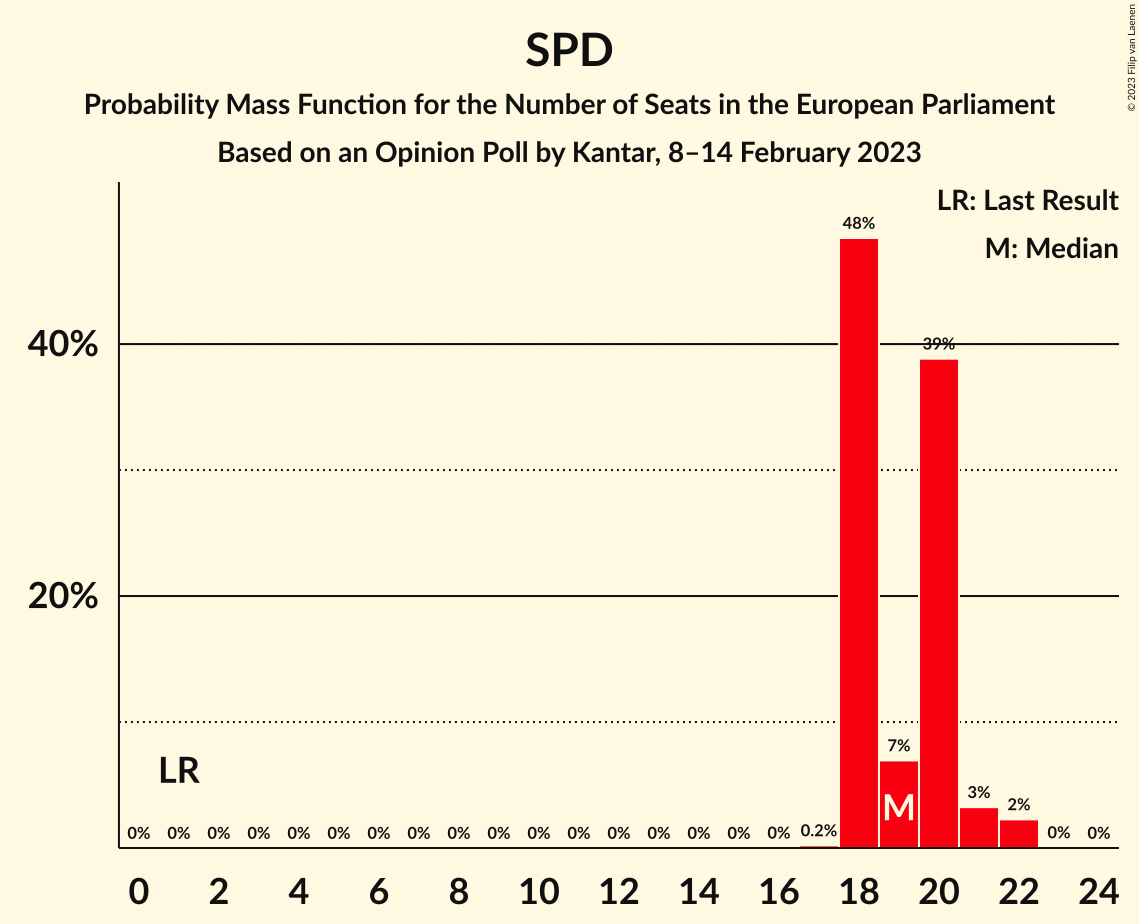 SPD
Probability Mass Function for the Number of Seats in the European Parliament
Based on an Opinion Poll by Kantar, 8–14 February 2023
© 2023 Filip van Laenen
LR: Last Result
M: Median
48%
40%
39%
20%
7%
LR
M
3%
2%
0% 0% 0% 0% 0% 0% 0% 0% 0% 0% 0% 0% 0% 0% 0% 0% 0% 0.2% 0% 0%
0 2 4 6 8 10 12 14 16 18 20 22 24